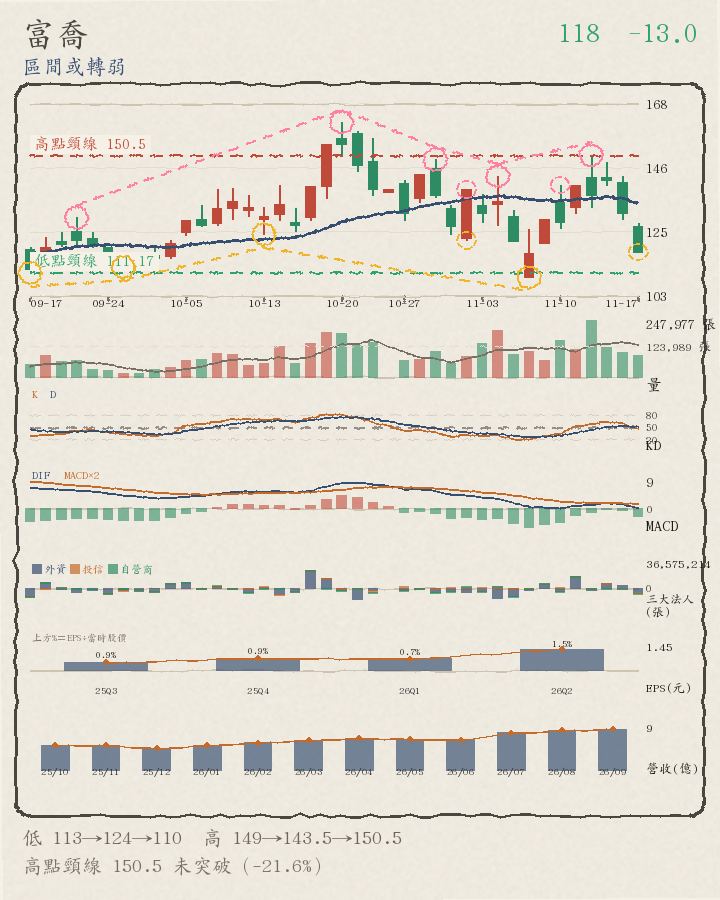 富喬
118 -13.0
區間或轉弱
168
高點頸線 150.5
146
125
低點頸線 111.17
103
09-17 09-24 10-05 10-13 10-20 10-27 11-03 11-10 11-17
247,977 張
123,989 張
量
K D
80
50
20
KD
DIF MACD×2
9
0
MACD
外資 投信 自營商
36,575,214
0
三大法人
(張)
上方%=EPS÷當時股價
0.9% 0.9% 0.7% 1.5%
1.45
25Q3 25Q4 26Q1 26Q2
EPS(元)
9
25/10 25/11 25/12 26/01 26/02 26/03 26/04 26/05 26/06 26/07 26/08 26/09
營收(億)
低 113→124→110 高 149→143.5→150.5
高點頸線 150.5 未突破 (-21.6%)